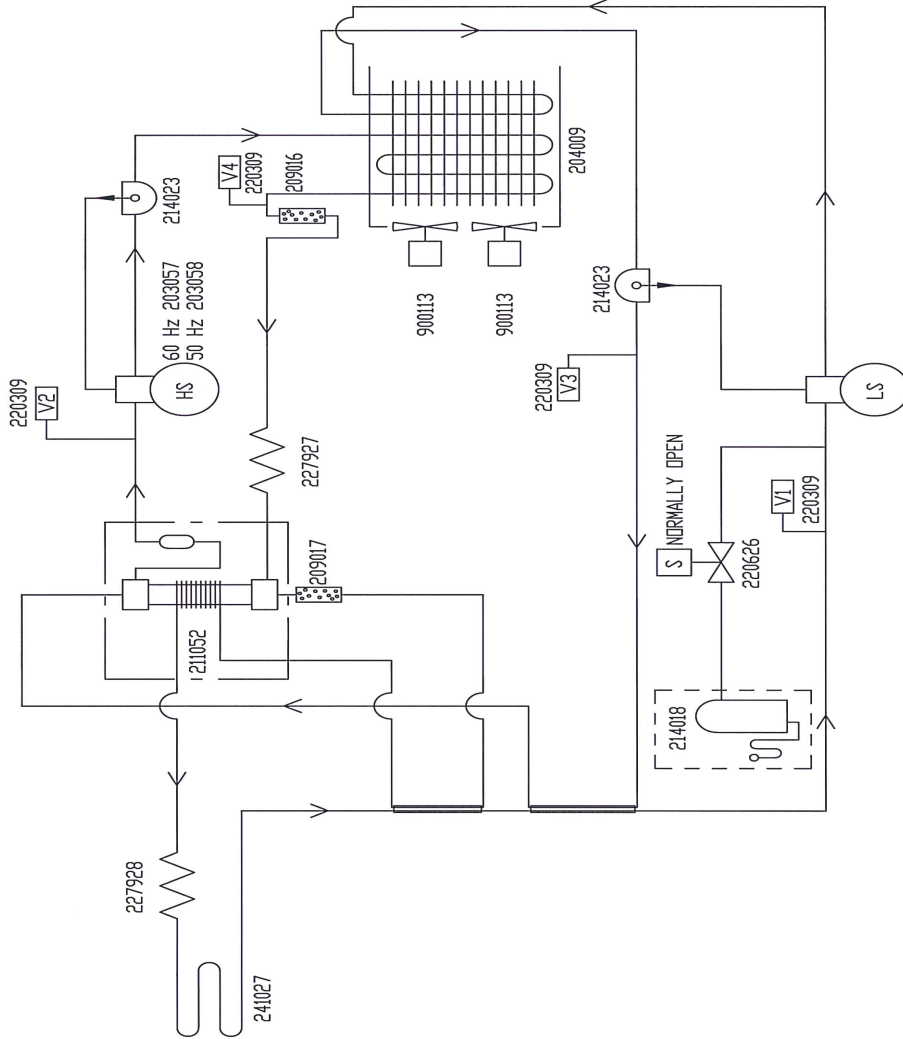 241027
227928
211052
209017
220309
V2
HS
60 Hz 203057
50 Hz 203058
214023
227927
V4
220309
209016
204009
900113
900113
214023
220309
V3
214018
S
NORMALLY OPEN
220626
V1
220309
LS